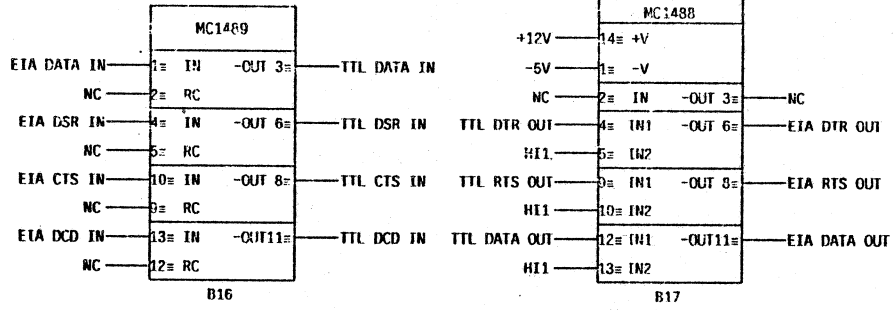 MC1489
EIA DATA IN 1≡ IN -OUT 3≡ TTL DATA IN
NC 2≡ RC
EIA DSR IN 4≡ IN -OUT 6≡ TTL DSR IN
NC 5≡ RC
EIA CTS IN 10≡ IN -OUT 8≡ TTL CTS IN
NC 9≡ RC
EIA DCD IN 13≡ IN -OUT11≡ TTL DCD IN
NC 12≡ RC
B16
MC1488
+12V 14≡ +V
-5V 1≡ -V
NC 2≡ IN -OUT 3≡ NC
TTL DTR OUT 4≡ IN1 -OUT 6≡ EIA DTR OUT
HI1 5≡ IN2
TTL RTS OUT 9≡ IN1 -OUT 8≡ EIA RTS OUT
HI1 10≡ IN2
TTL DATA OUT 12≡ IN1 -OUT11≡ EIA DATA OUT
HI1 13≡ IN2
B17